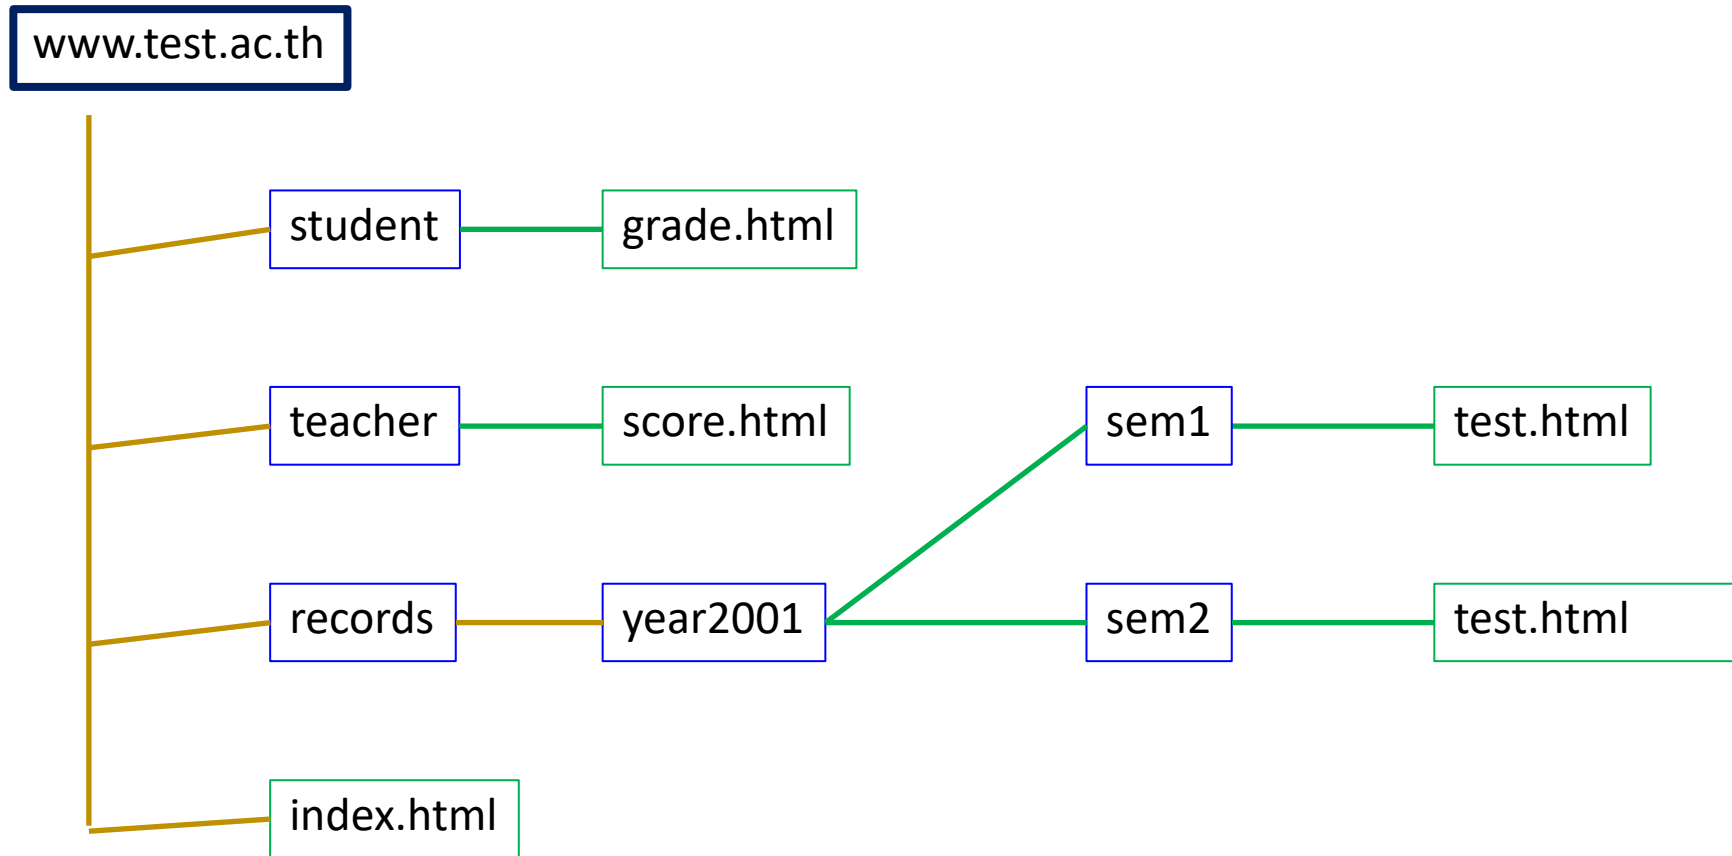 www.test.ac.th
student
grade.html
teacher
score.html
sem1
test.html
records
year2001
sem2
test.html
index.html